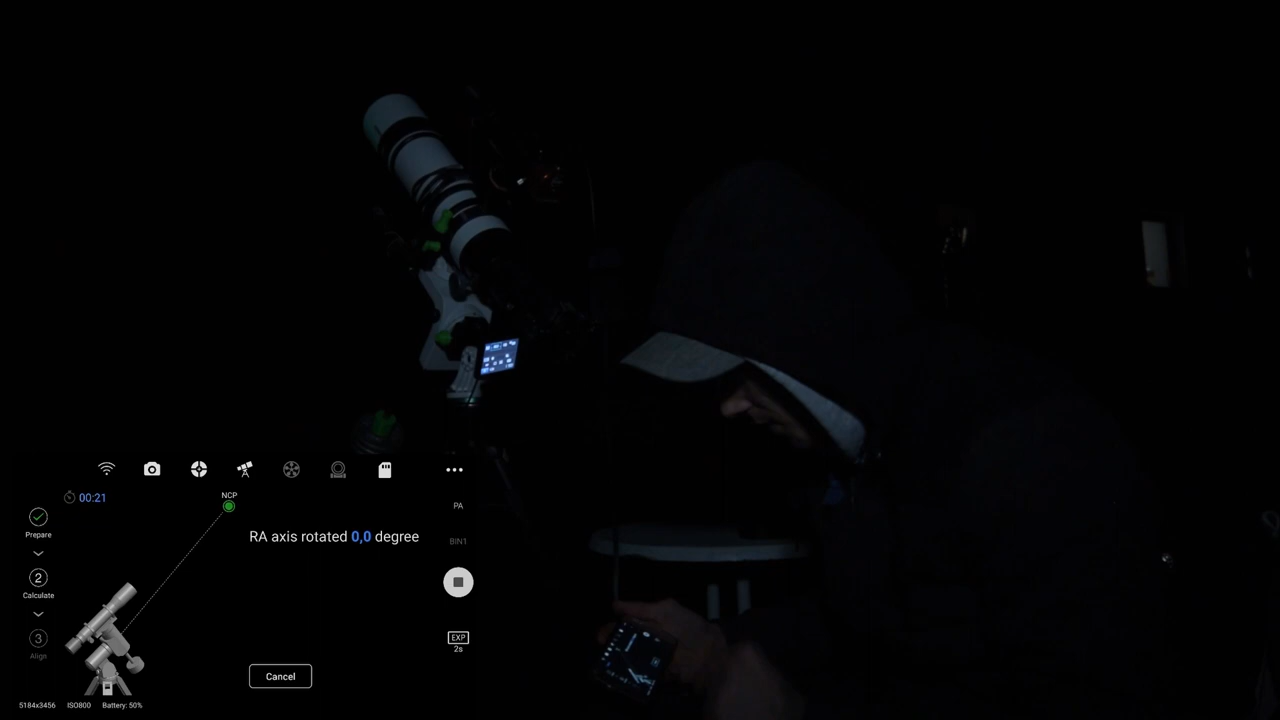 00:21
NCP
PA
Prepare
RA axis rotated 0,0 degree
BIN1
2
Calculate
3
Align
EXP
2s
Cancel
5184x3456 ISO800 Battery: 50%